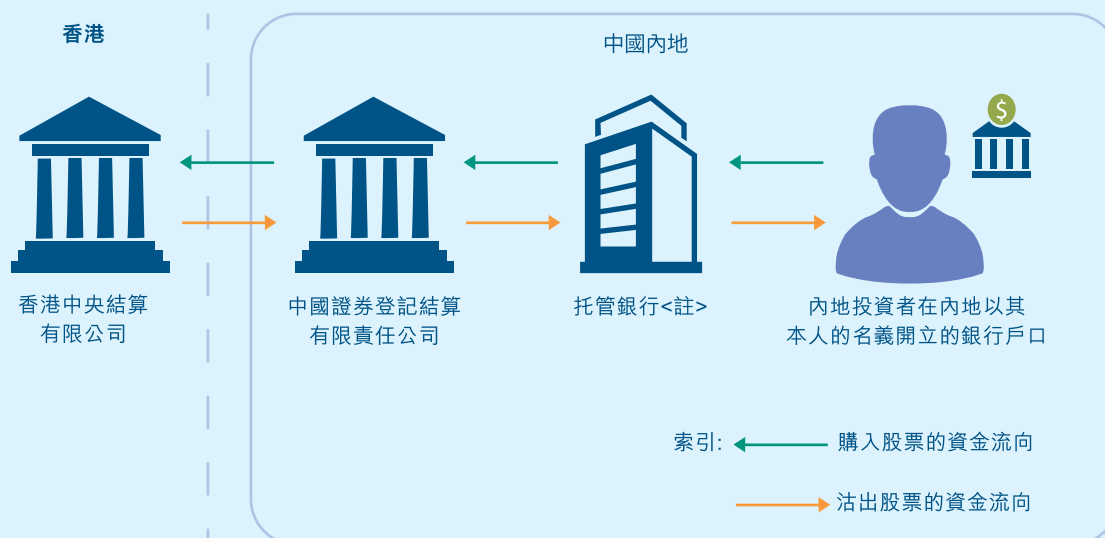 香港
中國內地
$
香港中央結算
有限公司
中國證券登記結算
有限責任公司
托管銀行<註>
內地投資者在內地以其
本人的名義開立的銀行戶口
索引:
購入股票的資金流向
沽出股票的資金流向